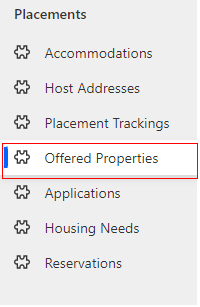 Placements
Accommodations
Host Addresses
Placement Trackings
Offered Properties
Applications
Housing Needs
Reservations